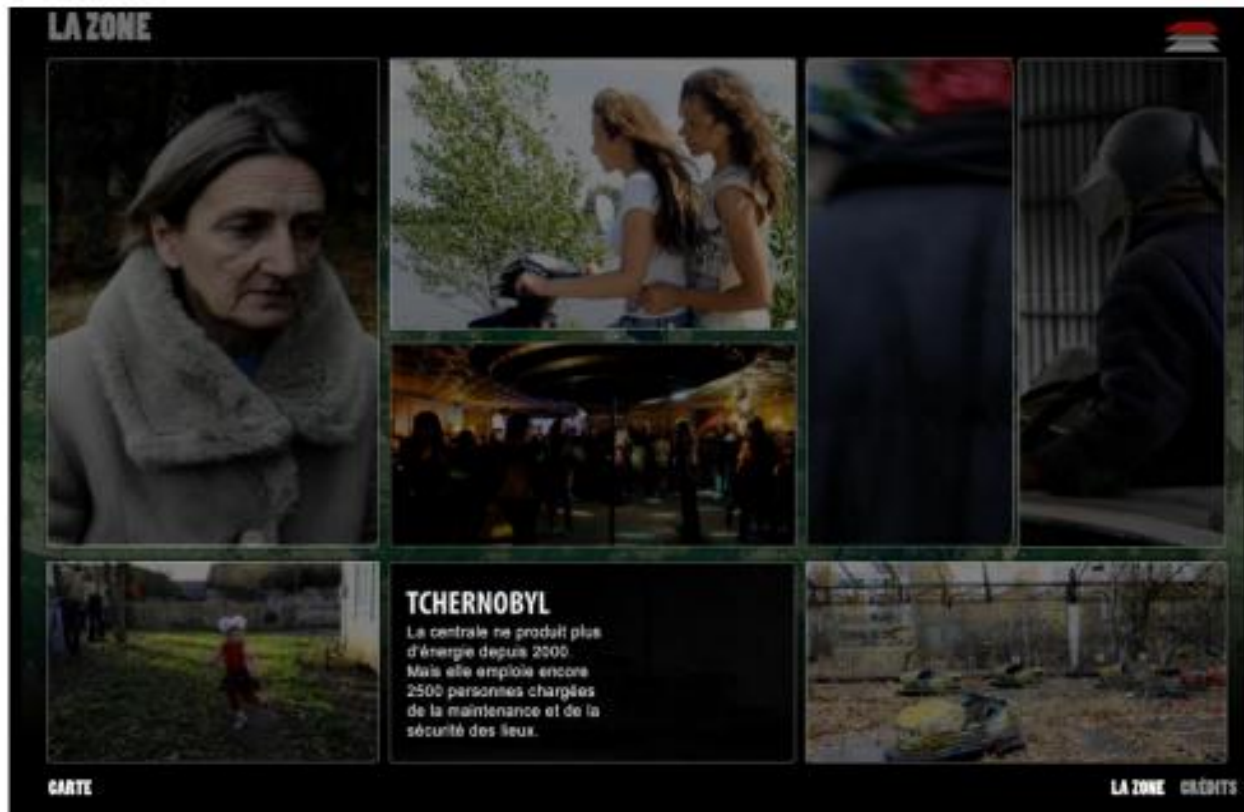 LA ZONE
TCHERNOBYL
La centrale ne produit plus
d'énergie depuis 2000.
Mais elle emploie encore
2500 personnes chargées
de la maintenance et de la
sécurité des lieux.
CARTE
LA ZONE CRÉDITS